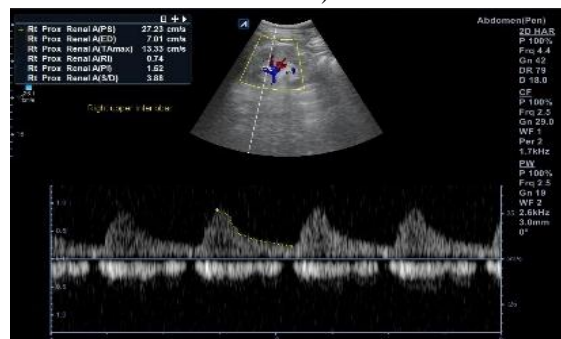 Rt Prox Renal A(PS) 27.23 cm/s
Rt Prox Renal A(ED) 7.01 cm/s
Rt Prox Renal A(TAmax) 13.33 cm/s
Rt Prox Renal A(RI) 0.74
Rt Prox Renal A(PI) 1.52
Rt Prox Renal A(S/D) 3.88
Right upper interlobar
Abdomen(Pen)
2D HAR
P 100%
Frq 4.4
Gn 42
DR 79
D 18.0
CF
P 100%
Frq 2.5
Gn 29.0
WF 1
Per 2
1.7kHz
PW
P 100%
Frq 2.5
Gn 19
WF 2
2.6kHz
3.0mm
0°